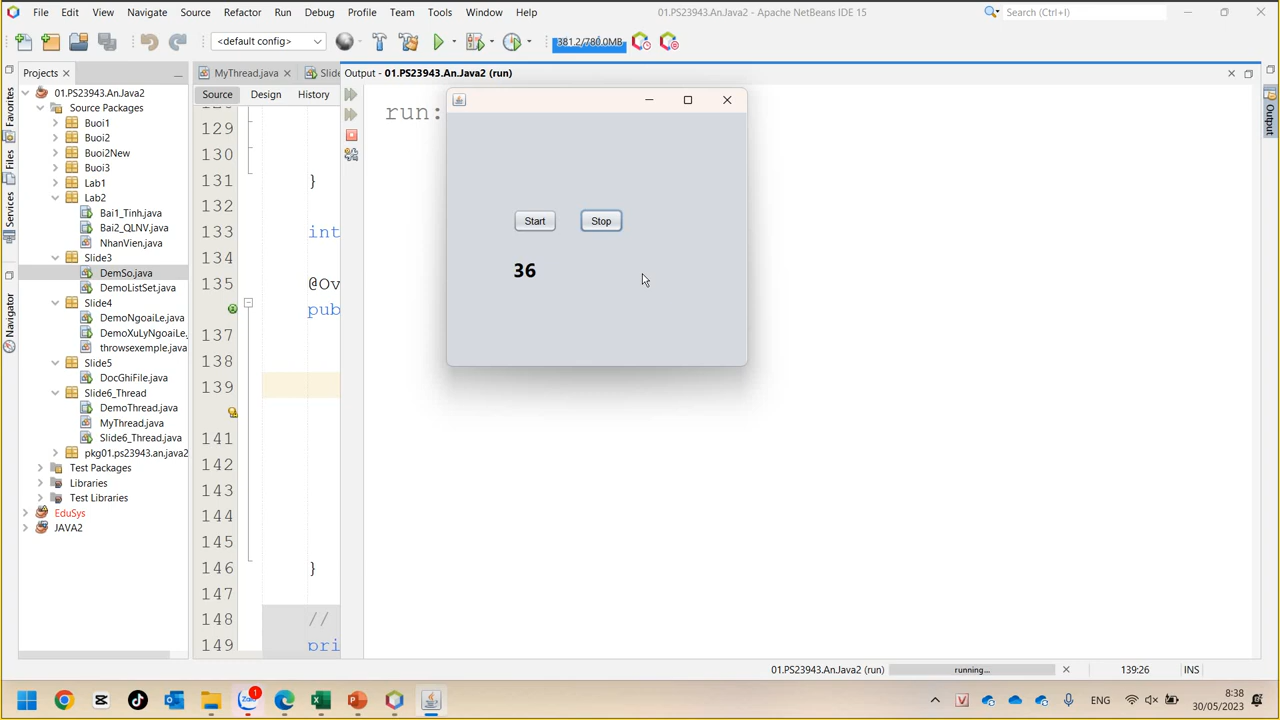 File Edit View Navigate Source Refactor Run Debug Profile Team Tools Window Help 01.PS23943.An.Java2 - Apache NetBeans IDE 15 Search (Ctrl+I)
<default config> 381.2/780.0MB
Projects MyThread.java Slide Output - 01.PS23943.An.Java2 (run)
Source Design History
Favorites
Files
Services
Navigator
Output
01.PS23943.An.Java2
Source Packages
Buoi1
Buoi2
Buoi2New
Buoi3
Lab1
Lab2
Bai1_Tinh.java
Bai2_QLNV.java
NhanVien.java
Slide3
DemSo.java
DemoListSet.java
Slide4
DemoNgoaiLe.java
DemoXuLyNgoaiLe.
throwsexemple.java
Slide5
DocGhiFile.java
Slide6_Thread
DemoThread.java
MyThread.java
Slide6_Thread.java
pkg01.ps23943.an.java2
Test Packages
Libraries
Test Libraries
EduSys
JAVA2
129
130
131 }
132
133 int
134
135 @Ov
pub
137
138
139
141
142
143
144
145
146 }
147
148 //
149 pri
run:
Start Stop
36
01.PS23943.An.Java2 (run) running... 139:26 INS
Zalo 1
V ENG 8:38
30/05/2023